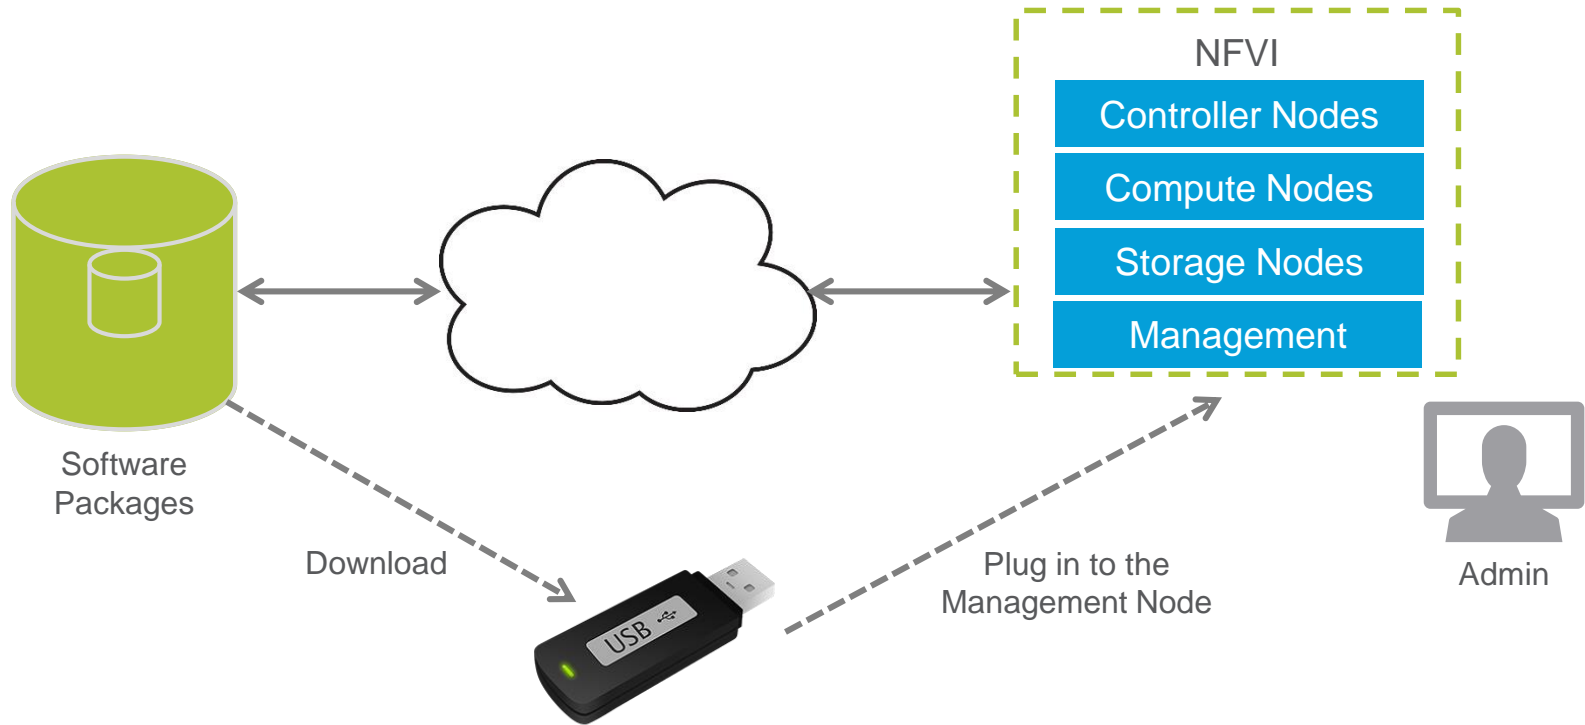 NFVI
Controller Nodes
Compute Nodes
Storage Nodes
Management
Software
Packages
Download
USB
Plug in to the
Management Node
Admin